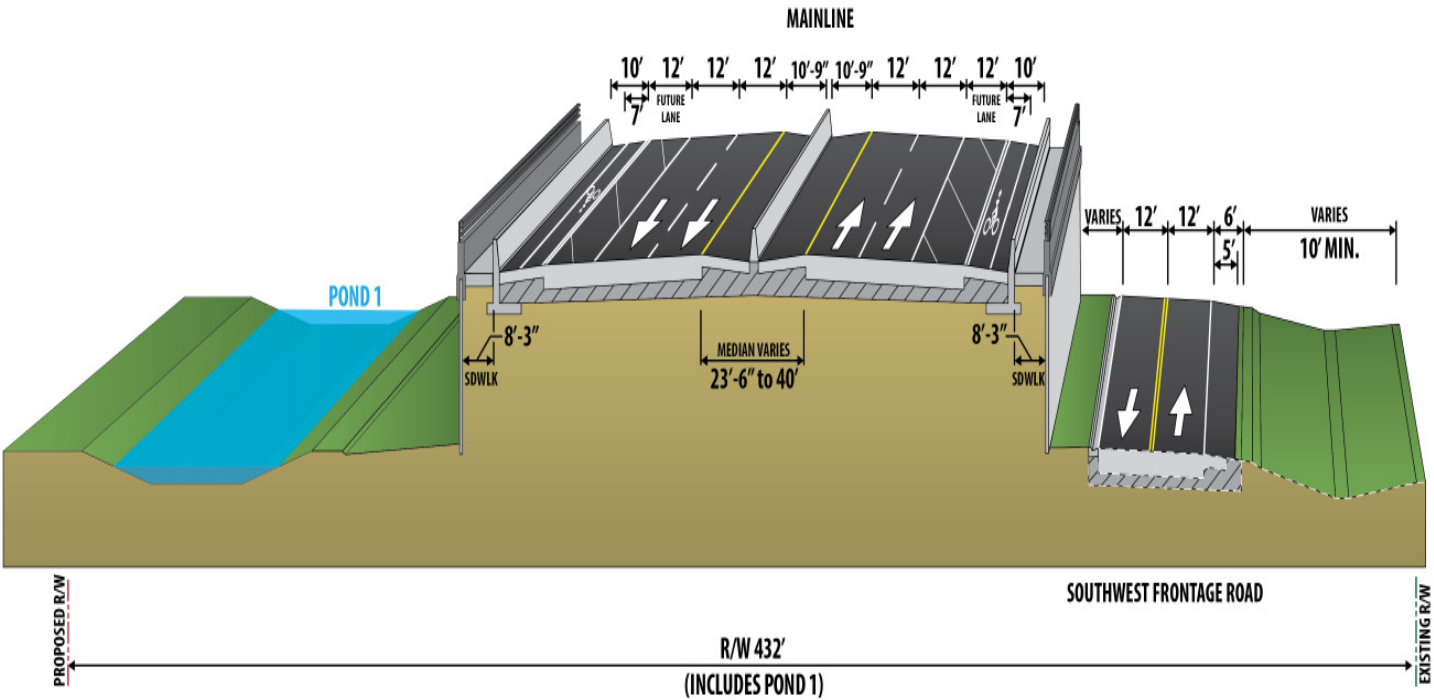 MAINLINE
10' 12' 12' 12' 10'-9" 10'-9" 12' 12' 12' 10'
7' FUTURE LANE FUTURE LANE 7'
VARIES 12' 12' 6' VARIES
5' 10' MIN.
POND 1
8'-3" 8'-3"
SDWLK MEDIAN VARIES SDWLK
23'-6" to 40'
SOUTHWEST FRONTAGE ROAD
PROPOSED R/W
EXISTING R/W
R/W 432'
(INCLUDES POND 1)